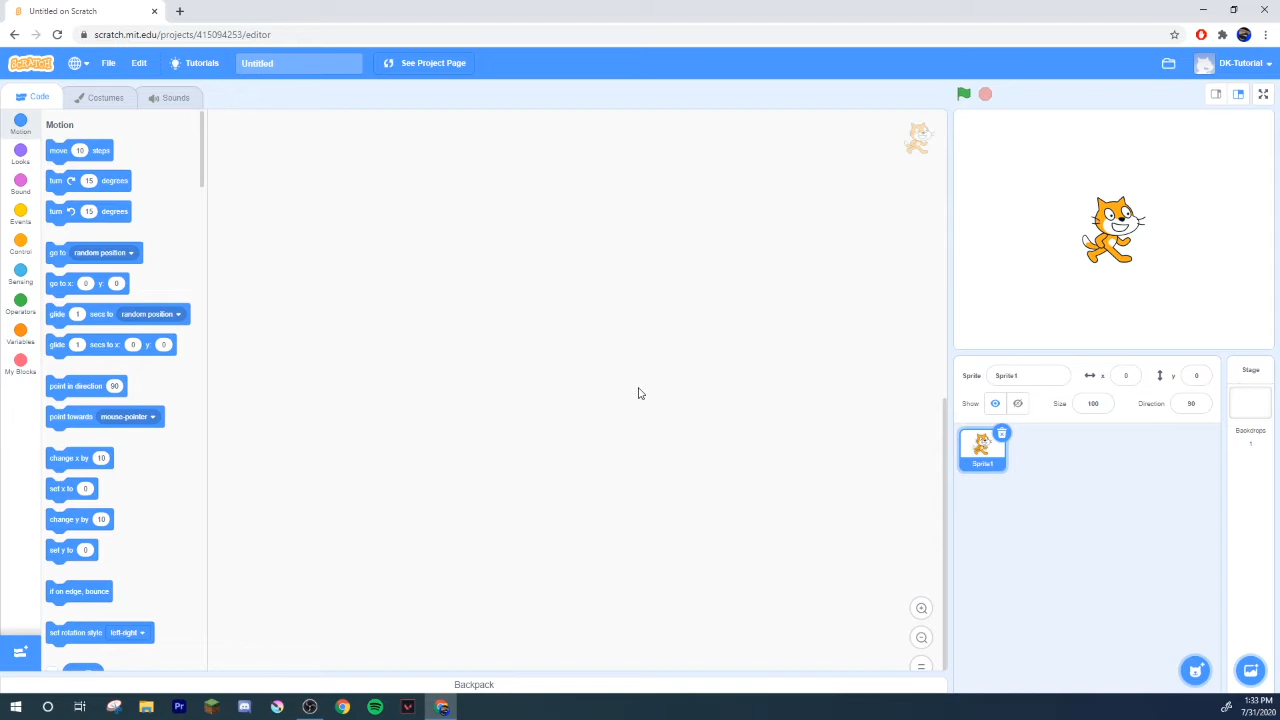 Untitled on Scratch
scratch.mit.edu/projects/415094253/editor
SCRATCH
File
Edit
Tutorials
Untitled
See Project Page
DK-Tutorial
Code
Costumes
Sounds
Motion
Looks
Sound
Events
Control
Sensing
Operators
Variables
My Blocks
Motion
move 10 steps
turn 15 degrees
turn 15 degrees
go to random position
go to x: 0 y: 0
glide 1 secs to random position
glide 1 secs to x: 0 y: 0
point in direction 90
point towards mouse-pointer
change x by 10
set x to 0
change y by 10
set y to 0
if on edge, bounce
set rotation style left-right
Sprite Sprite1 x 0 y 0
Show Size 100 Direction 90
Sprite1
Stage
Backdrops
1
Backpack
Pr
1:33 PM
7/31/2020